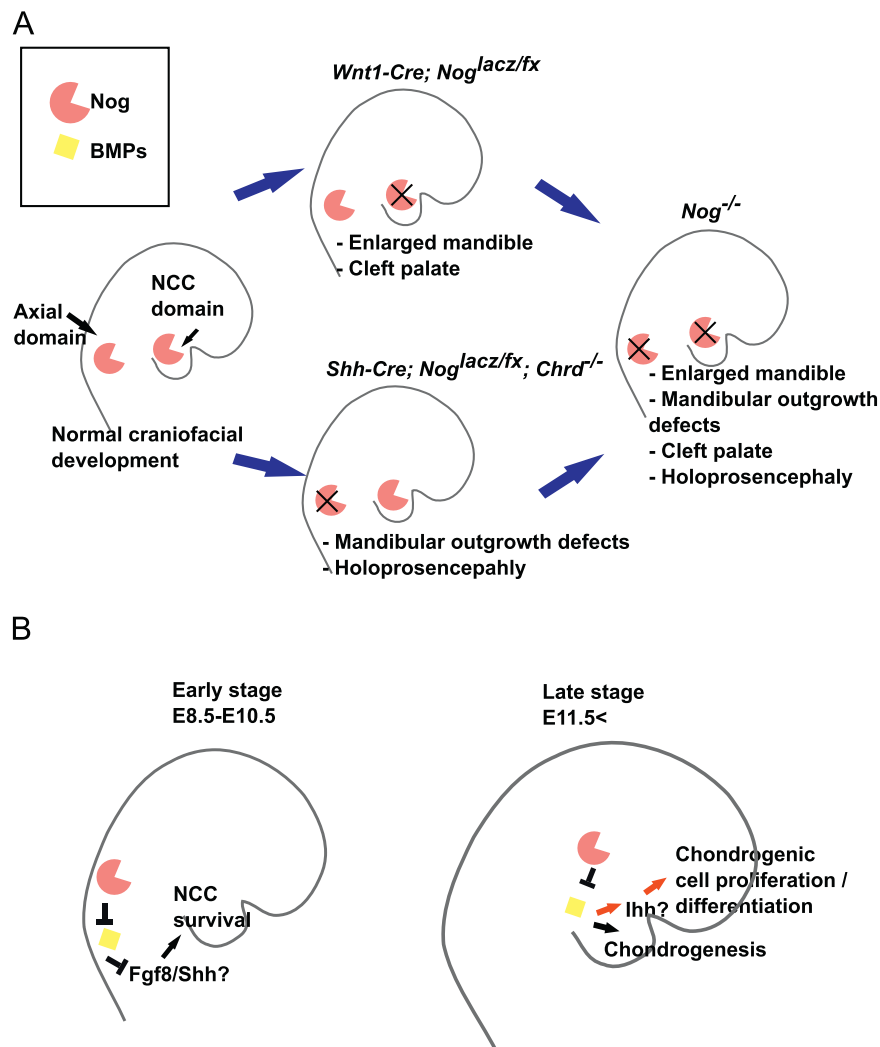 A
Nog
BMPs
Wnt1-Cre; Nog^lacz/fx
- Enlarged mandible
- Cleft palate
Axial
domain
NCC
domain
Normal craniofacial
development
Shh-Cre; Nog^lacz/fx; Chrd^-/-
- Mandibular outgrowth defects
- Holoprosencepahly
Nog^-/-
- Enlarged mandible
- Mandibular outgrowth
defects
- Cleft palate
- Holoprosencephaly
B
Early stage
E8.5-E10.5
NCC
survival
Fgf8/Shh?
Late stage
E11.5<
Chondrogenic
cell proliferation /
differentiation
Ihh?
Chondrogenesis